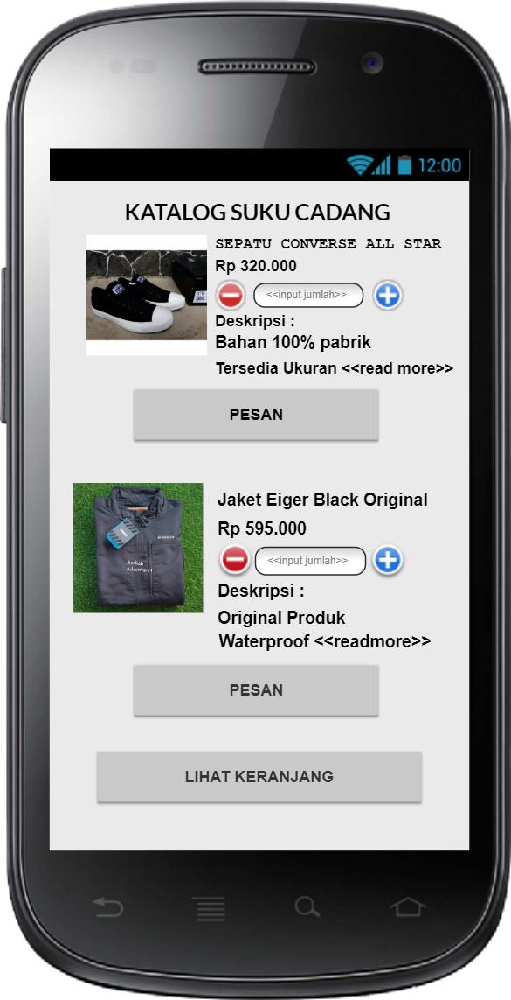 12:00
KATALOG SUKU CADANG
SEPATU CONVERSE ALL STAR
Rp 320.000
<<input jumlah>>
Deskripsi :
Bahan 100% pabrik
Tersedia Ukuran <<read more>>
PESAN
Jaket Eiger Black Original
Rp 595.000
<<input jumlah>>
Deskripsi :
Original Produk
Waterproof <<readmore>>
Berkah
Adventure
PESAN
LIHAT KERANJANG